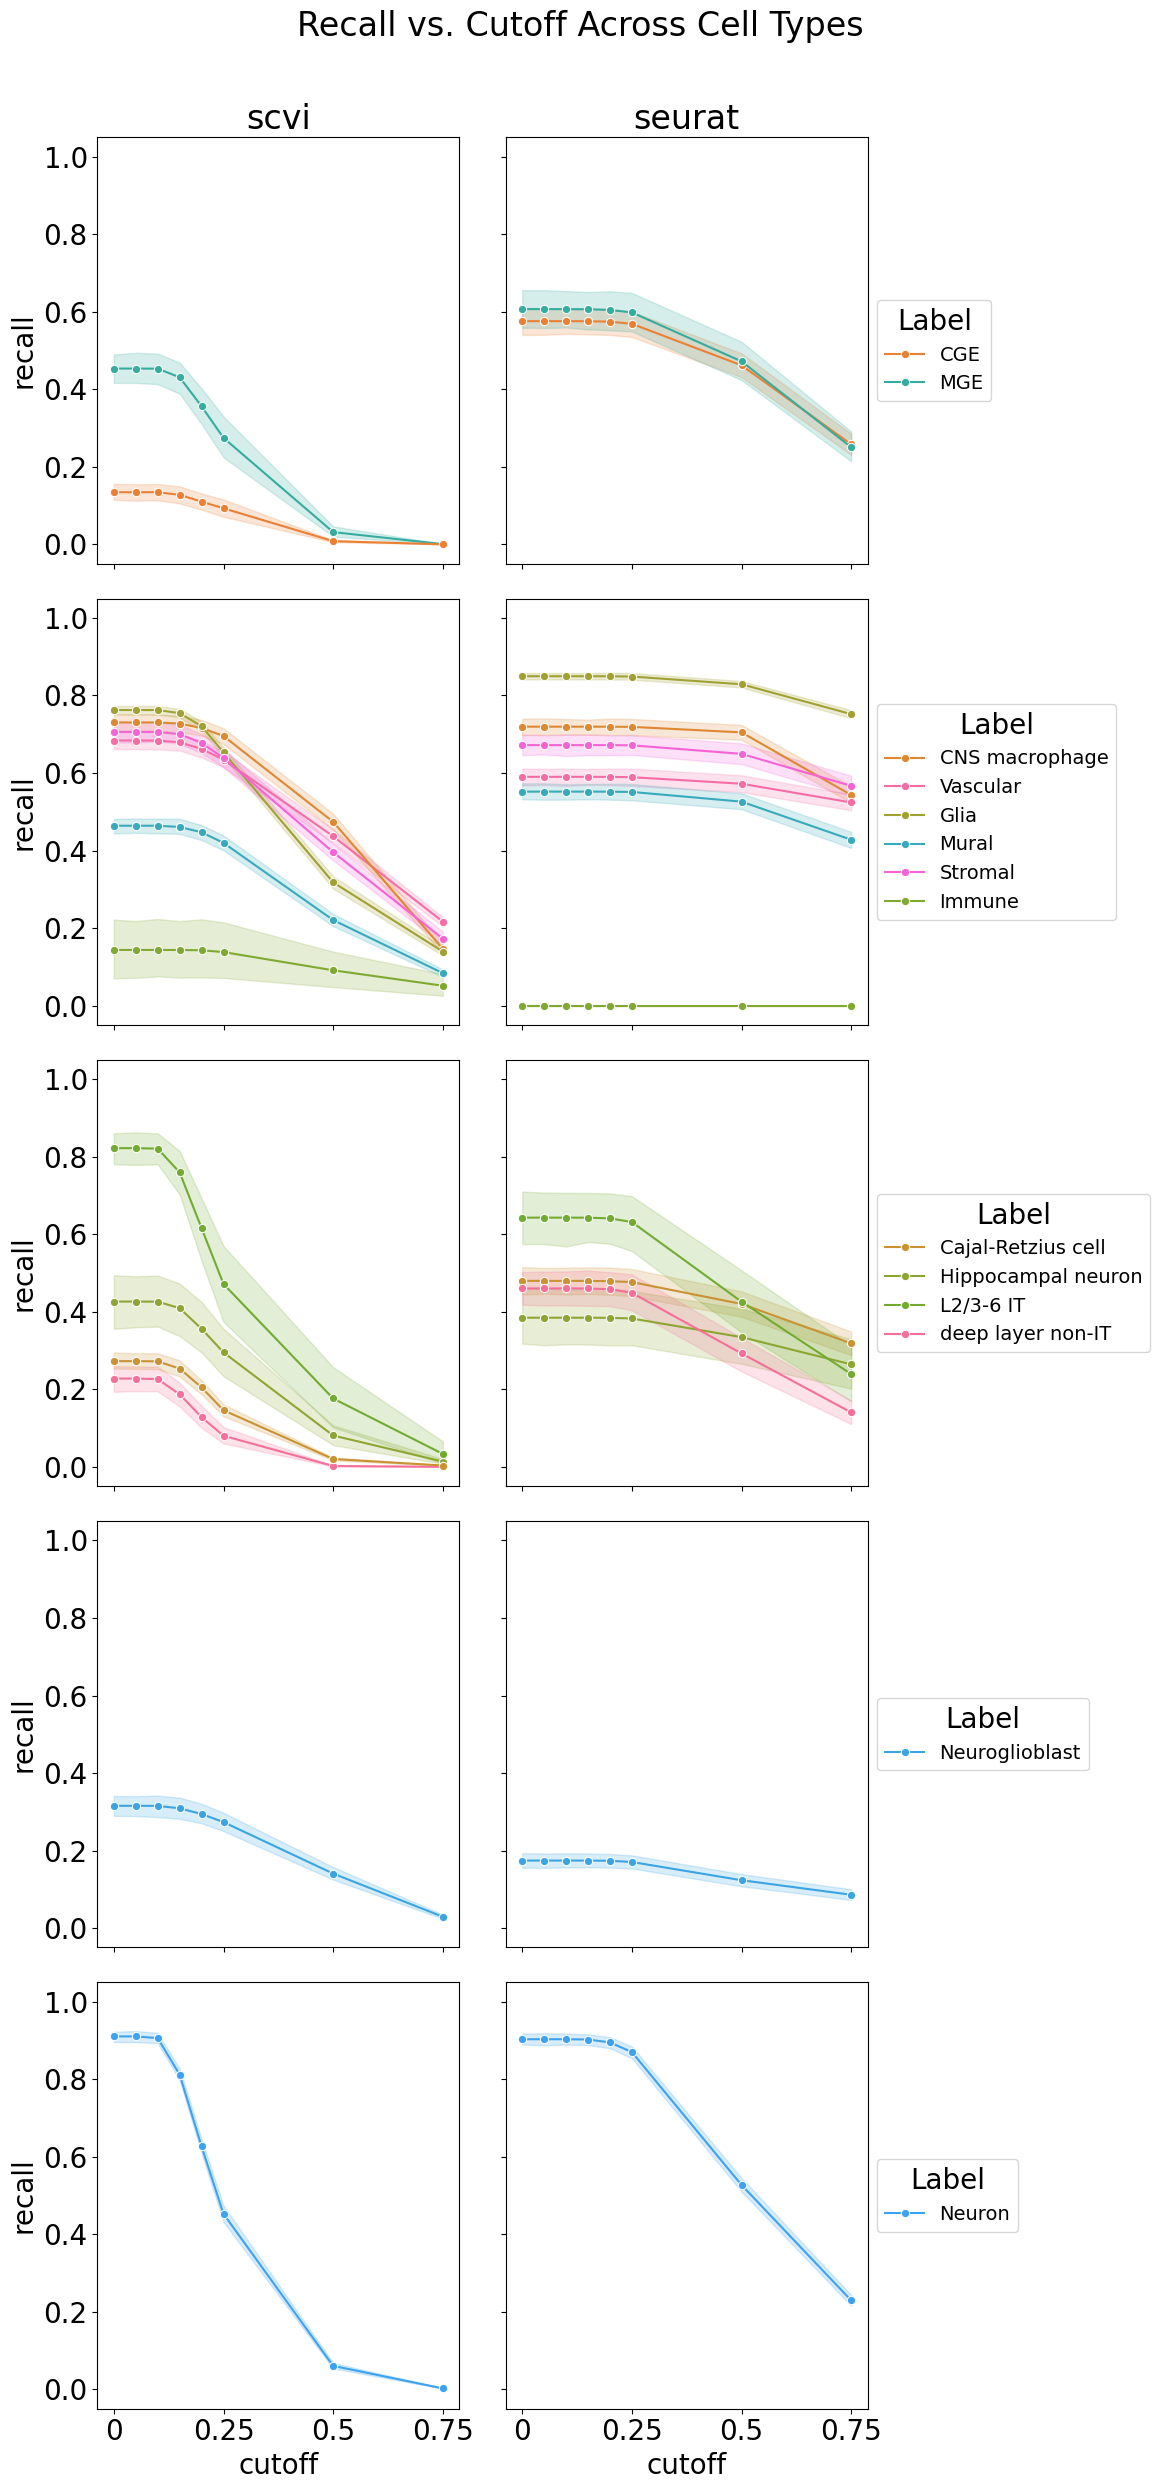 Recall vs. Cutoff Across Cell Types
scvi
seurat
1.0
0.8
0.6
0.4
0.2
0.0
recall
Label
CGE
MGE
1.0
0.8
0.6
0.4
0.2
0.0
recall
Label
CNS macrophage
Vascular
Glia
Mural
Stromal
Immune
1.0
0.8
0.6
0.4
0.2
0.0
recall
Label
Cajal-Retzius cell
Hippocampal neuron
L2/3-6 IT
deep layer non-IT
1.0
0.8
0.6
0.4
0.2
0.0
recall
Label
Neuroglioblast
1.0
0.8
0.6
0.4
0.2
0.0
recall
Label
Neuron
0 0.25 0.5 0.75
cutoff
0 0.25 0.5 0.75
cutoff